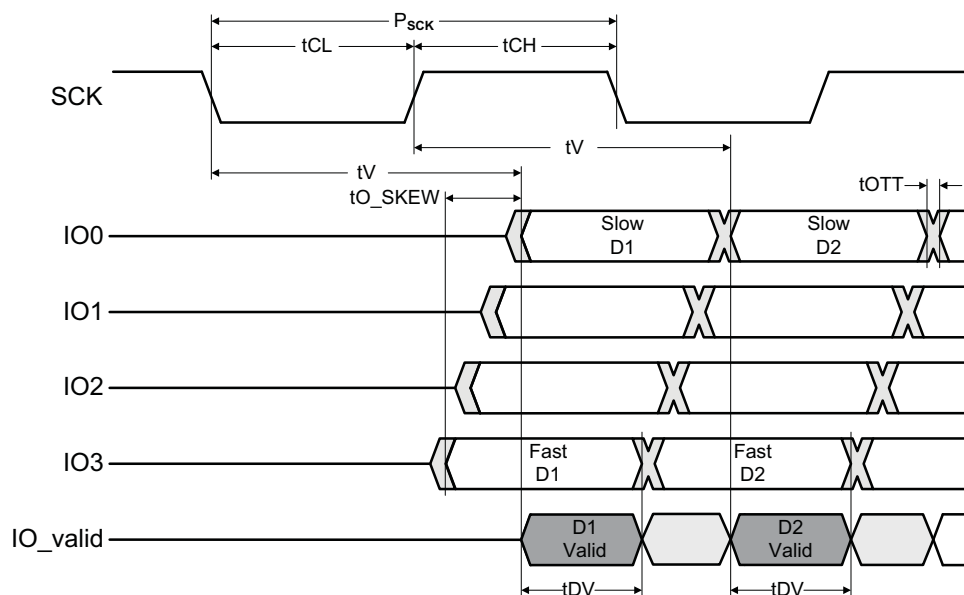 PSCK
tCL
tCH
SCK
tV
tV
tO_SKEW
tOTT
IO0
Slow
D1
Slow
D2
IO1
IO2
IO3
Fast
D1
Fast
D2
IO_valid
D1
Valid
D2
Valid
tDV
tDV